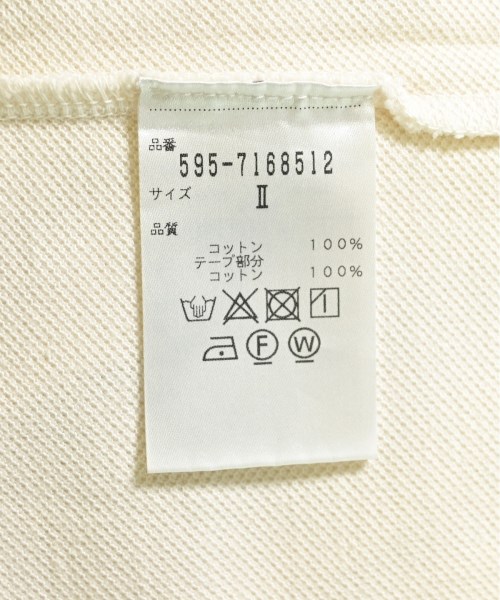 品番
595-7168512
サイズ
Ⅱ
品質
コットン 100%
テープ部分
コットン 100%
F W